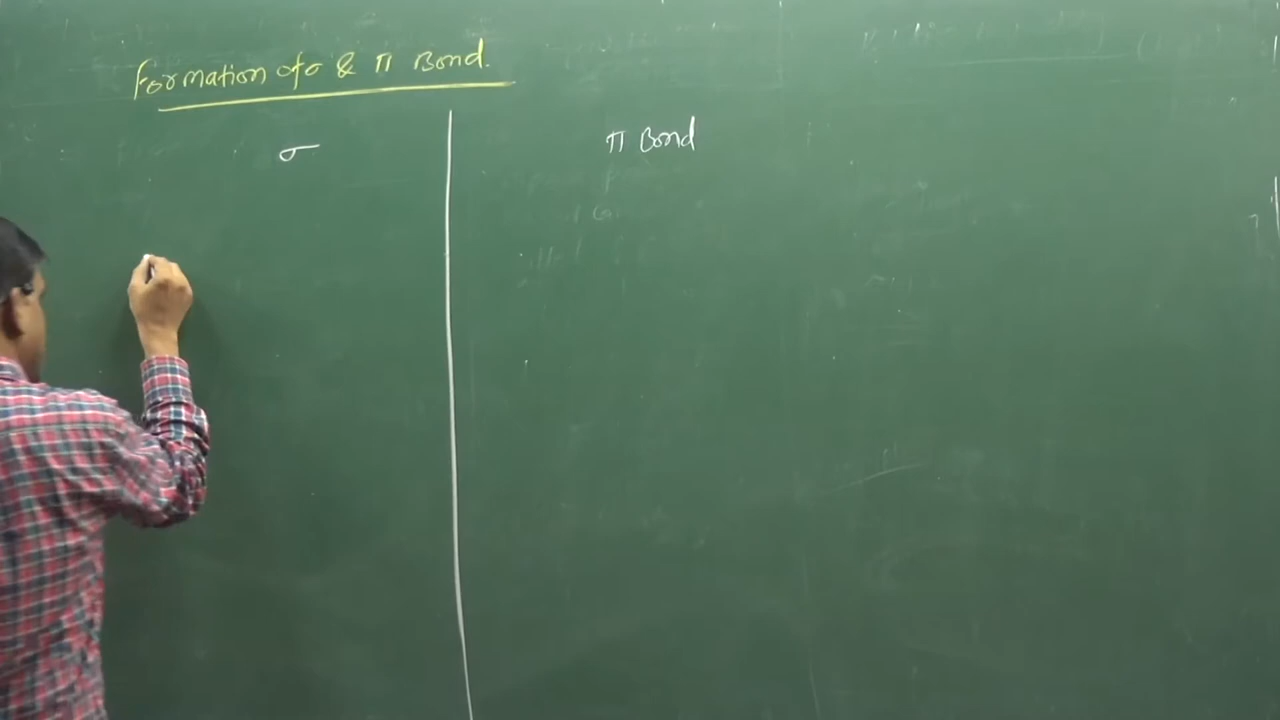 Formation of σ & π Bond.
σ
π Bond